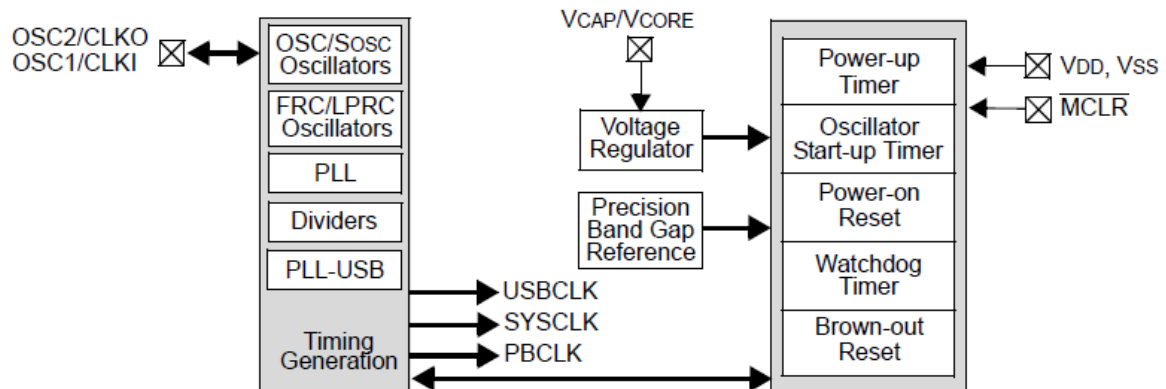 OSC2/CLKO
OSC1/CLKI
OSC/SOSC
Oscillators
FRC/LPRC
Oscillators
PLL
Dividers
PLL-USB
Timing
Generation
USBCLK
SYSCLK
PBCLK
VCAP/VCORE
Voltage
Regulator
Precision
Band Gap
Reference
Power-up
Timer
Oscillator
Start-up Timer
Power-on
Reset
Watchdog
Timer
Brown-out
Reset
VDD, VSS
MCLR